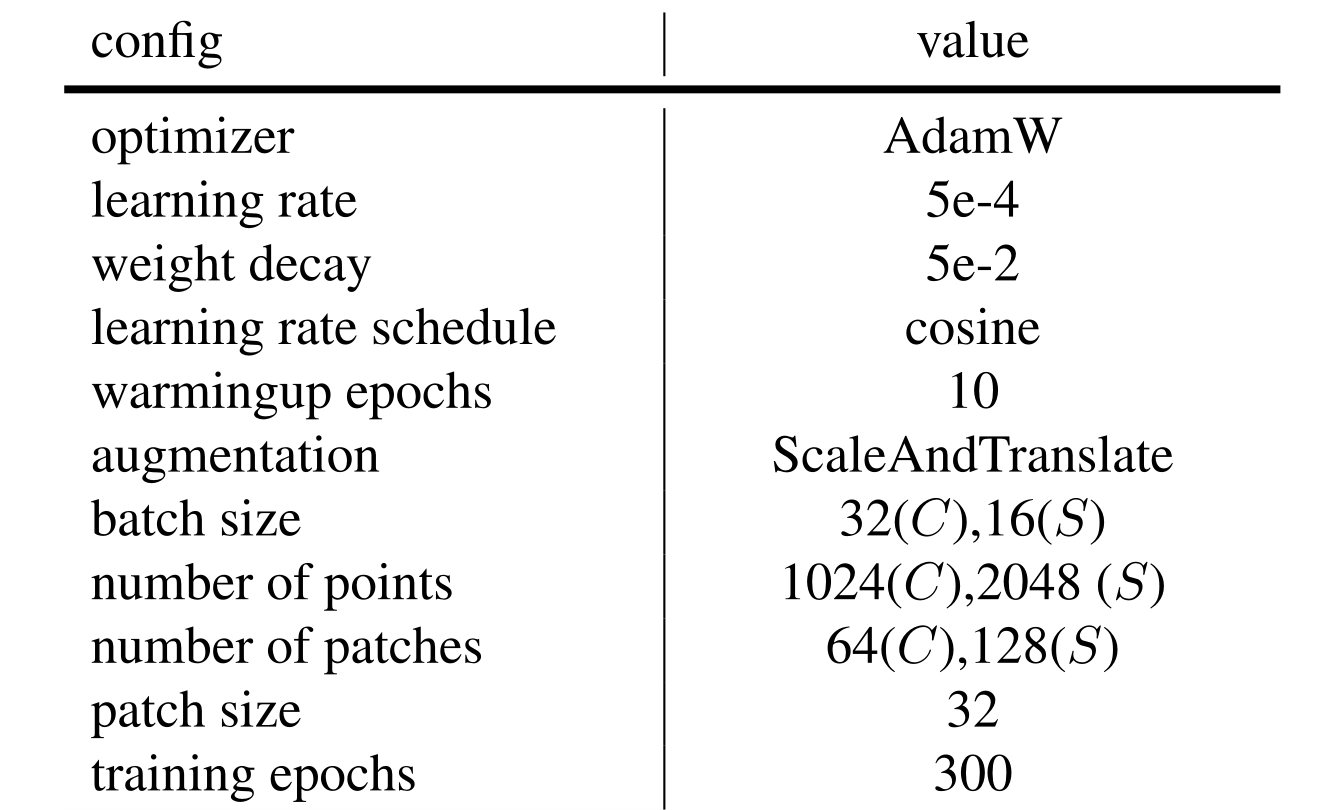 config value
optimizer AdamW
learning rate 5e-4
weight decay 5e-2
learning rate schedule cosine
warmingup epochs 10
augmentation ScaleAndTranslate
batch size 32(C),16(S)
number of points 1024(C),2048 (S)
number of patches 64(C),128(S)
patch size 32
training epochs 300